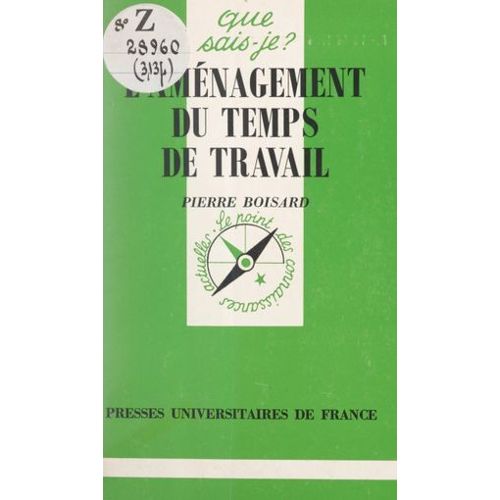 8° Z
28960
(3131)
que
sais-je?
L'AMÉNAGEMENT
DU TEMPS
DE TRAVAIL
PIERRE BOISARD
Le point des connaissances actuelles.
PRESSES UNIVERSITAIRES DE FRANCE